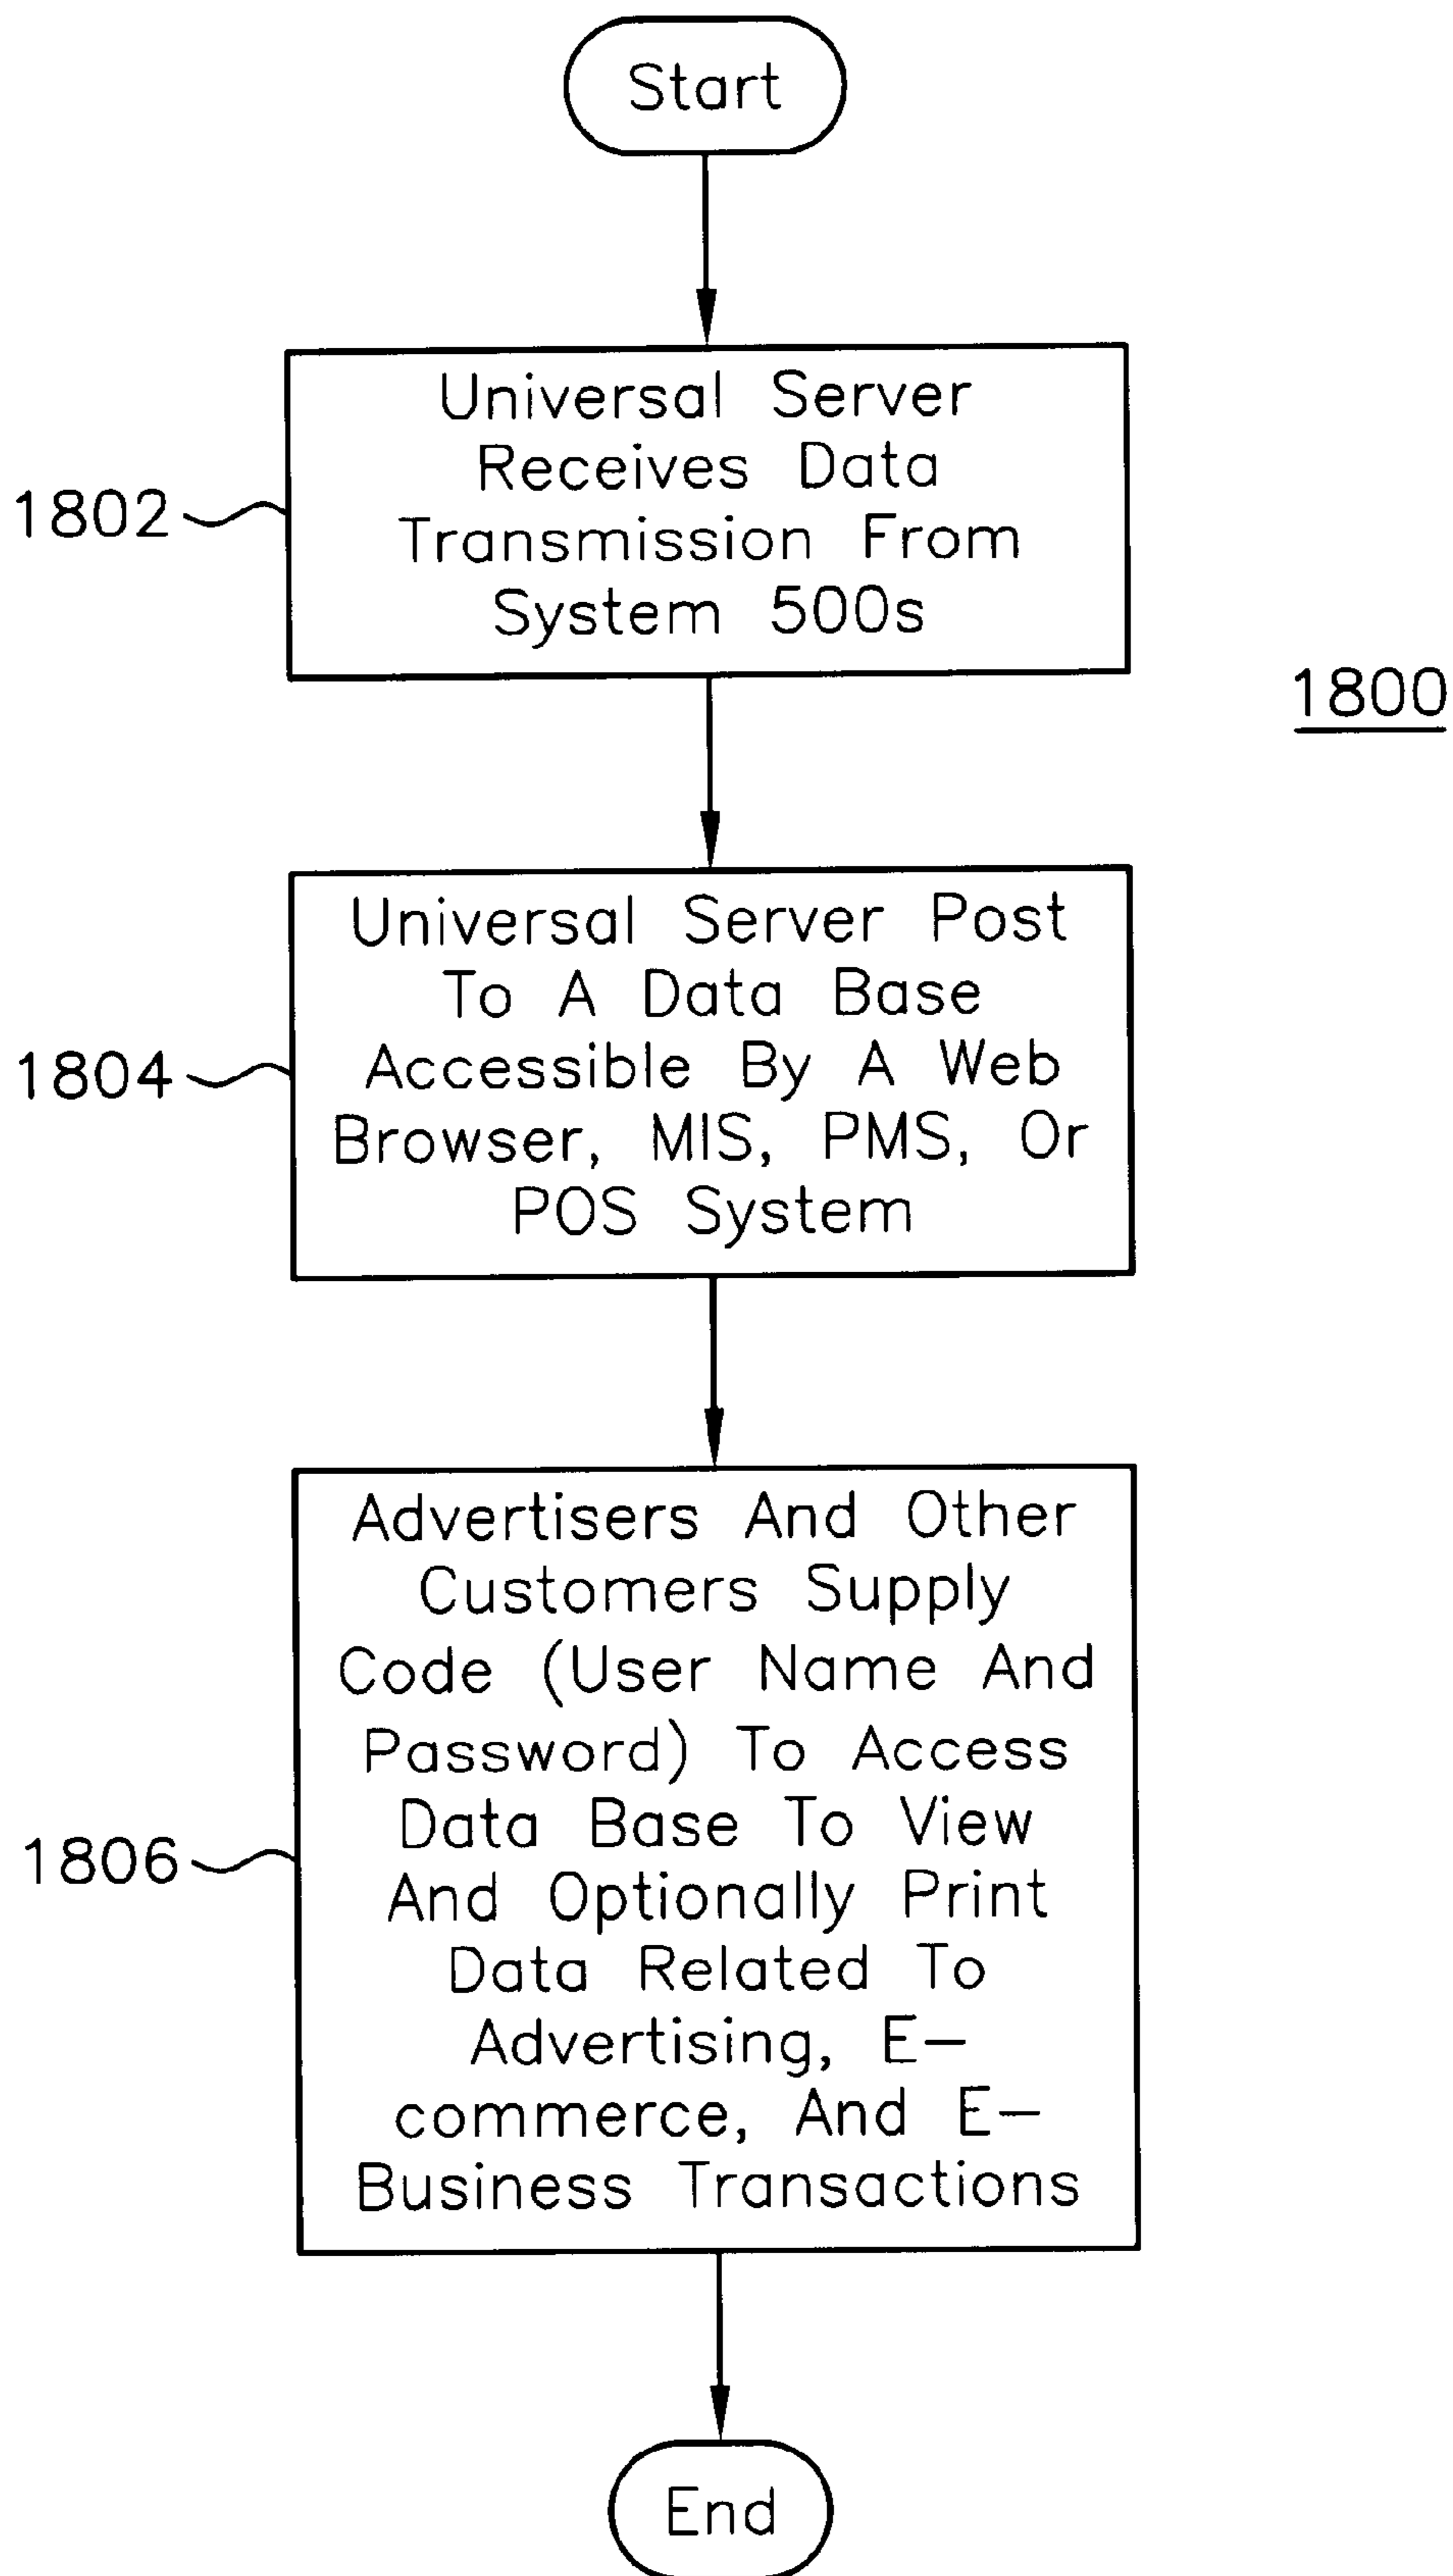 Start
Universal Server
Receives Data
Transmission From
System 500s
1802
1800
Universal Server Post
To A Data Base
Accessible By A Web
Browser, MIS, PMS, Or
POS System
1804
Advertisers And Other
Customers Supply
Code (User Name And
Password) To Access
Data Base To View
And Optionally Print
Data Related To
Advertising, E-
commerce, And E-
Business Transactions
1806
End